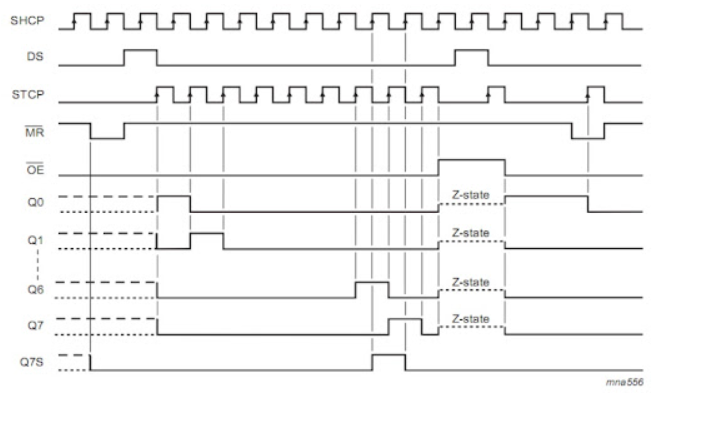 SHCP
DS
STCP
MR
OE
Q0
Z-state
Q1
Z-state
Q6
Z-state
Q7
Z-state
Q7S
mna556